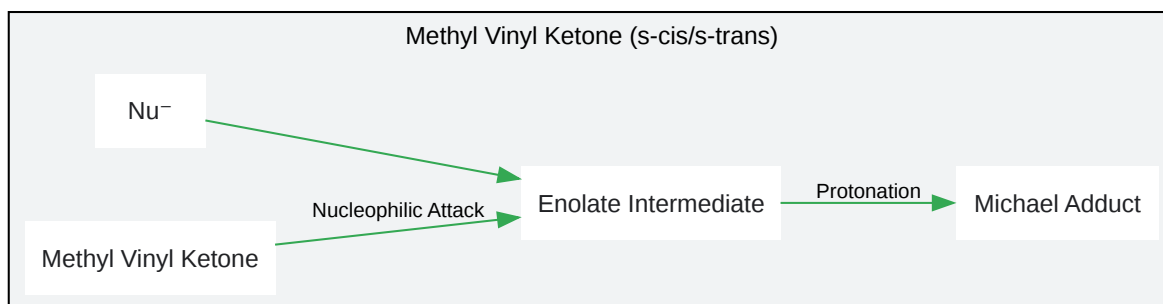 Methyl Vinyl Ketone (s-cis/s-trans)
Nu⁻
Nucleophilic Attack
Enolate Intermediate
Protonation
Michael Adduct
Methyl Vinyl Ketone